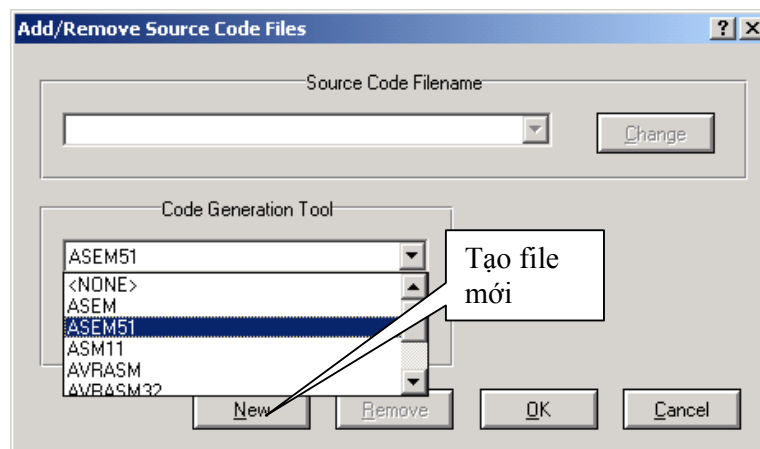 Add/Remove Source Code Files
Source Code Filename
Change
Code Generation Tool
ASEM51
<NONE>
ASEM
ASEM51
ASM11
AVRASM
AVRASM32
Tạo file
mới
New
Remove
OK
Cancel